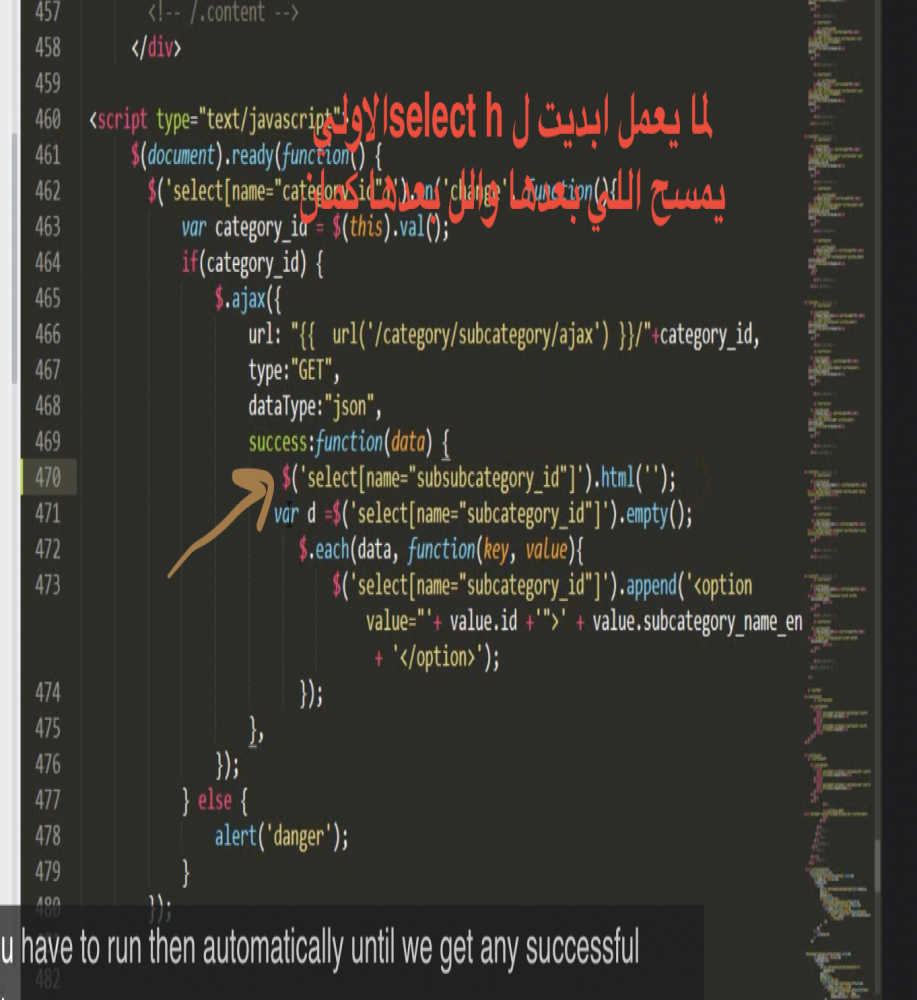 457 <!-- /.content -->
458 </div>
459
460 <script type="text/javascript">
لما يعمل ابديت ل select hالاولي
461 $(document).ready(function() {
462 $('select[name="category_id"]').on('change', function(){
يمسح اللي بعدها والل بعدها كمان
463 var category_id = $(this).val();
464 if(category_id) {
465 $.ajax({
466 url: "{{  url('/category/subcategory/ajax') }}/"+category_id,
467 type:"GET",
468 dataType:"json",
469 success:function(data) {
470 $('select[name="subsubcategory_id"]').html('');
471 var d =$('select[name="subcategory_id"]').empty();
472 $.each(data, function(key, value){
473 $('select[name="subcategory_id"]').append('<option
value="'+ value.id +'">' + value.subcategory_name_en
+ '</option>');
474 });
475 },
476 });
477 } else {
478 alert('danger');
479 }
480 });
u have to run then automatically until we get any successful
482